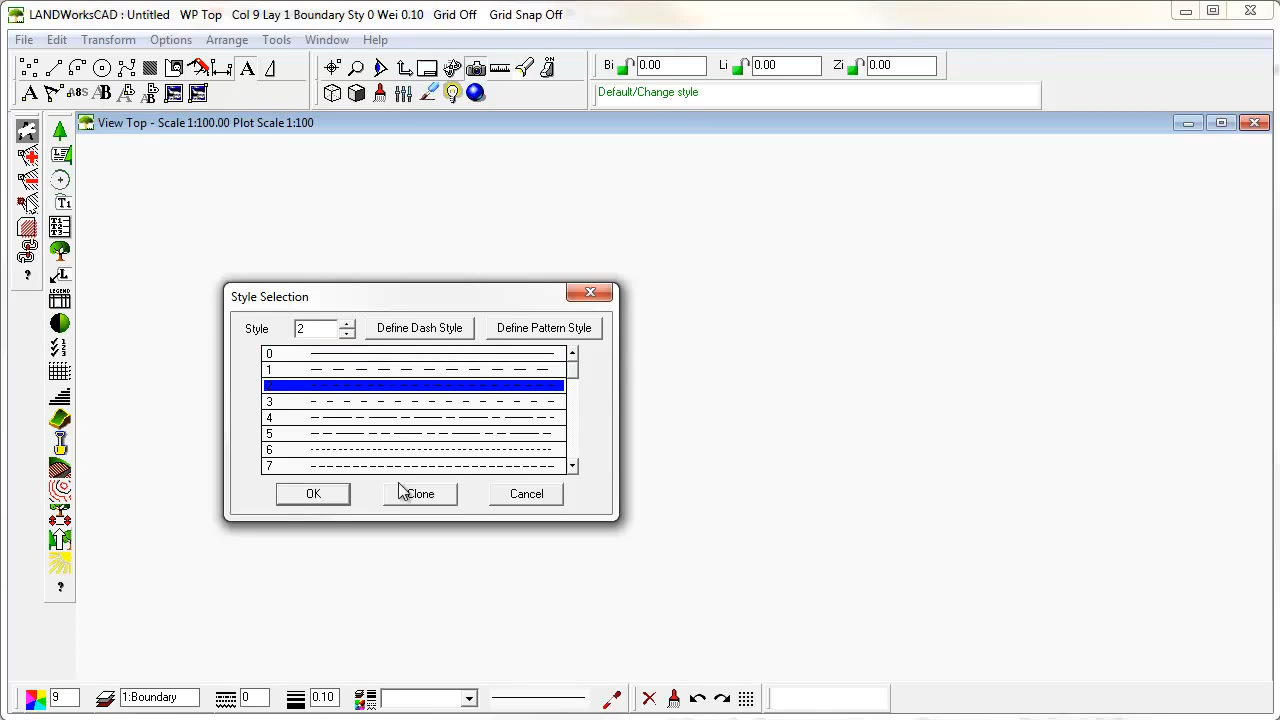 LANDWorksCAD : Untitled WP Top Col 9 Lay 1 Boundary Sty 0 Wei 0.10 Grid Off Grid Snap Off
File Edit Transform Options Arrange Tools Window Help
Bi 0.00 Li 0.00 Zi 0.00
Default/Change style
View Top - Scale 1:100.00 Plot Scale 1:100
Style Selection
Style 2 Define Dash Style Define Pattern Style
0
1
2
3
4
5
6
7
OK Clone Cancel
LEGEND
9 1:Boundary 0 0.10